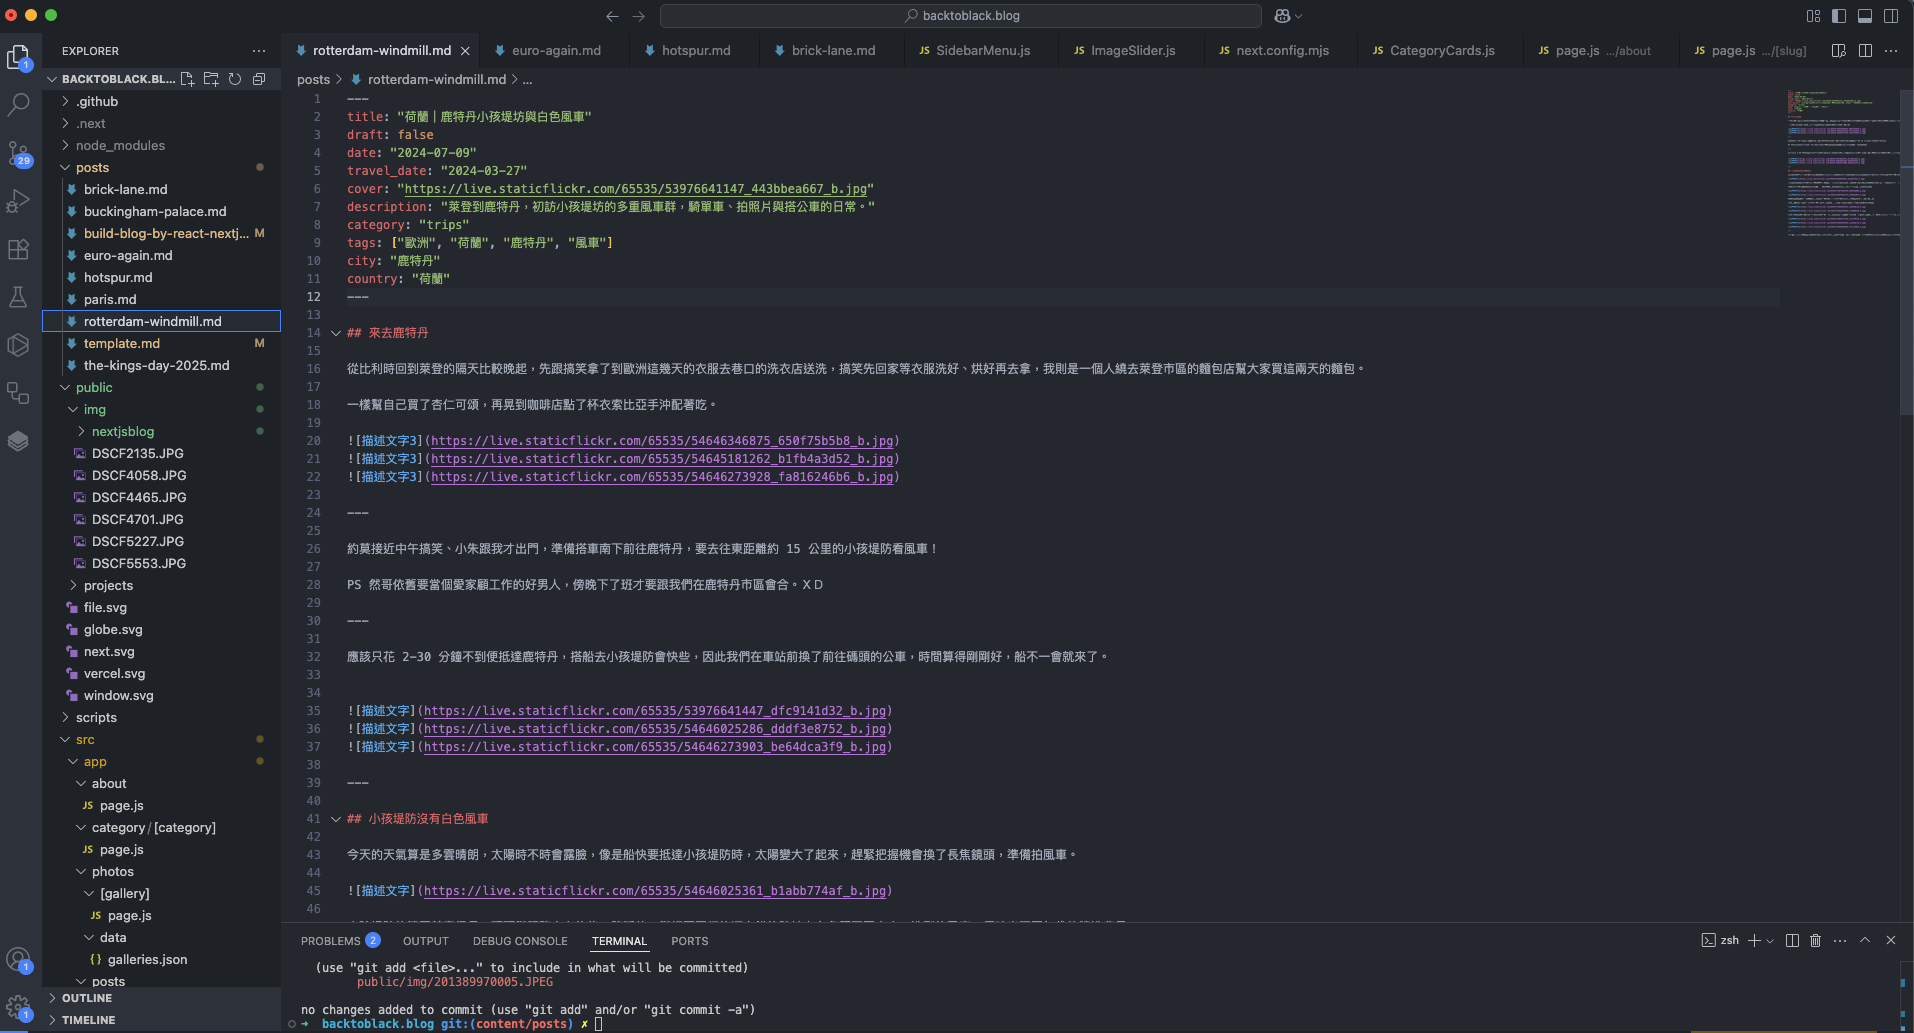 backtoblack.blog
EXPLORER
BACKTOBLACK.BL...
.github
.next
node_modules
posts
brick-lane.md
buckingham-palace.md
build-blog-by-react-nextj... M
euro-again.md
hotspur.md
paris.md
rotterdam-windmill.md
template.md M
the-kings-day-2025.md
public
img
nextjsblog
DSCF2135.JPG
DSCF4058.JPG
DSCF4465.JPG
DSCF4701.JPG
DSCF5227.JPG
DSCF5553.JPG
projects
file.svg
globe.svg
next.svg
vercel.svg
window.svg
scripts
src
app
about
JS page.js
category / [category]
JS page.js
photos
[gallery]
JS page.js
data
{} galleries.json
posts
OUTLINE
TIMELINE
1
29
1
1
rotterdam-windmill.md euro-again.md hotspur.md brick-lane.md JS SidebarMenu.js JS ImageSlider.js JS next.config.mjs JS CategoryCards.js JS page.js .../about JS page.js .../[slug]
posts > rotterdam-windmill.md > ...
1 ---
2 title: "荷蘭｜鹿特丹小孩堤坊與白色風車"
3 draft: false
4 date: "2024-07-09"
5 travel_date: "2024-03-27"
6 cover: "https://live.staticflickr.com/65535/53976641147_443bbea667_b.jpg"
7 description: "萊登到鹿特丹，初訪小孩堤坊的多重風車群，騎單車、拍照片與搭公車的日常。"
8 category: "trips"
9 tags: ["歐洲", "荷蘭", "鹿特丹", "風車"]
10 city: "鹿特丹"
11 country: "荷蘭"
12 ---
13
14 ## 來去鹿特丹
15
16 從比利時回到萊登的隔天比較晚起，先跟搞笑拿了到歐洲這幾天的衣服去巷口的洗衣店送洗，搞笑先回家等衣服洗好、烘好再去拿，我則是一個人繞去萊登市區的麵包店幫大家買這兩天的麵包。
17
18 一樣幫自己買了杏仁可頌，再晃到咖啡店點了杯衣索比亞手沖配著吃。
19
20 ![描述文字3](https://live.staticflickr.com/65535/54646346875_650f75b5b8_b.jpg)
21 ![描述文字3](https://live.staticflickr.com/65535/54645181262_b1fb4a3d52_b.jpg)
22 ![描述文字3](https://live.staticflickr.com/65535/54646273928_fa816246b6_b.jpg)
23
24 ---
25
26 約莫接近中午搞笑、小朱跟我才出門，準備搭車南下前往鹿特丹，要去往東距離約 15 公里的小孩堤防看風車！
27
28 PS 然哥依舊要當個愛家顧工作的好男人，傍晚下了班才要跟我們在鹿特丹市區會合。ＸＤ
29
30 ---
31
32 應該只花 2-30 分鐘不到便抵達鹿特丹，搭船去小孩堤防會快些，因此我們在車站前換了前往碼頭的公車，時間算得剛剛好，船不一會就來了。
33
34
35 ![描述文字](https://live.staticflickr.com/65535/53976641447_dfc9141d32_b.jpg)
36 ![描述文字](https://live.staticflickr.com/65535/54646025286_dddf3e8752_b.jpg)
37 ![描述文字](https://live.staticflickr.com/65535/54646273903_be64dca3f9_b.jpg)
38
39 ---
40
41 ## 小孩堤防沒有白色風車
42
43 今天的天氣算是多雲晴朗，太陽時不時會露臉，像是船快要抵達小孩堤防時，太陽變大了起來，趕緊把握機會換了長焦鏡頭，準備拍風車。
44
45 ![描述文字](https://live.staticflickr.com/65535/54646025361_b1abb774af_b.jpg)
46
PROBLEMS 2 OUTPUT DEBUG CONSOLE TERMINAL PORTS
zsh
(use "git add <file>..." to include in what will be committed)
public/img/201389970005.JPEG
no changes added to commit (use "git add" and/or "git commit -a")
➜ backtoblack.blog git:(content/posts) ✗